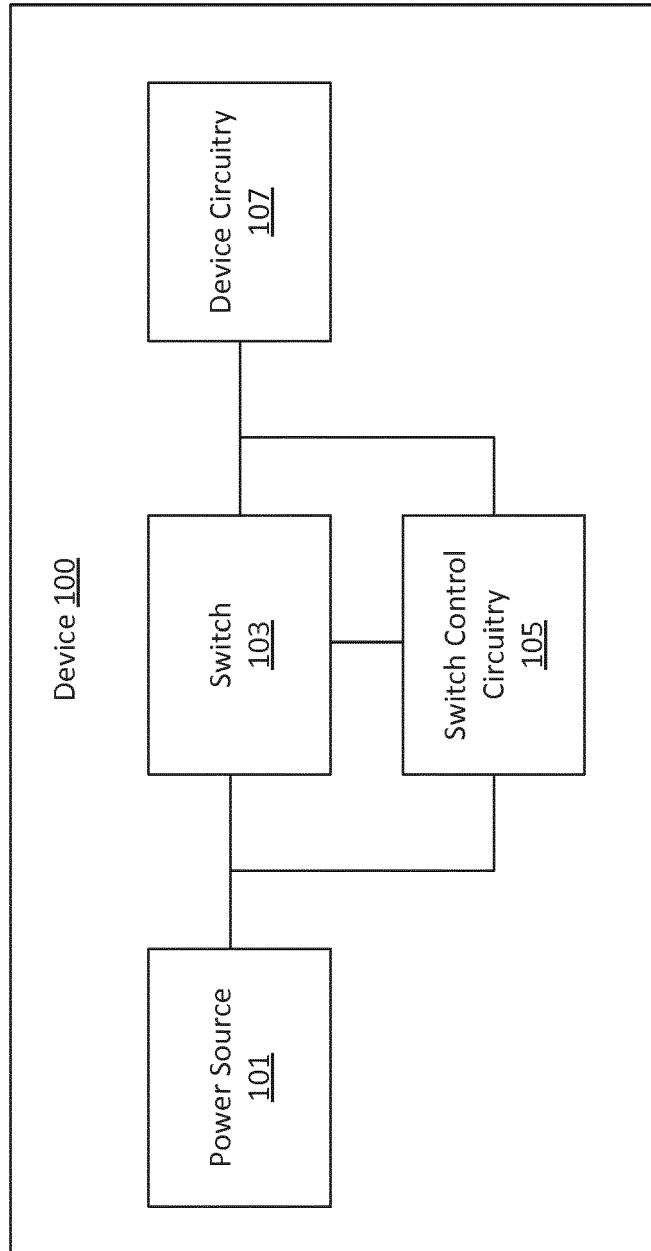 Device 100
Power Source
101
Switch
103
Device Circuitry
107
Switch Control
Circuitry
105